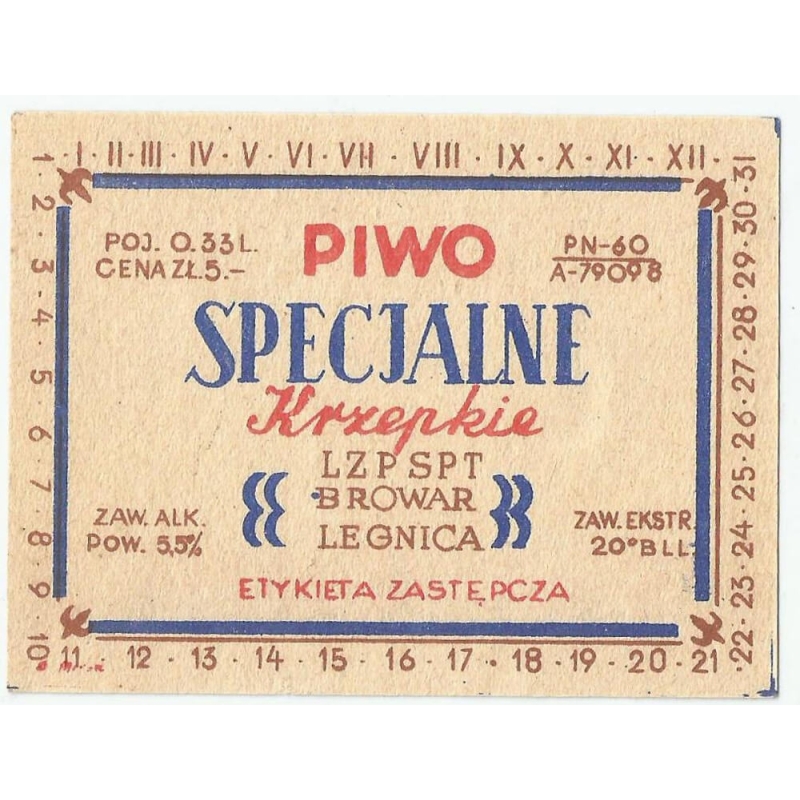 I · II · III · IV · V · VI · VII · VIII · IX · X · XI · XII ·
1 · 2 · 3 · 4 · 5 · 6 · 7 · 8 · 9 · 10
POJ. 0.33 L.
CENA ZŁ. 5.–
PIWO
PN-60
A-79098
SPECJALNE
Krzepkie
LZPSPT
BROWAR
LEGNICA
ZAW. ALK.
POW. 5,5%
ZAW. EKSTR.
20° BLL.
ETYKIETA ZASTĘPCZA
11 · 12 · 13 · 14 · 15 · 16 · 17 · 18 · 19 · 20 · 21
22 · 23 · 24 · 25 · 26 · 27 · 28 · 29 · 30 · 31